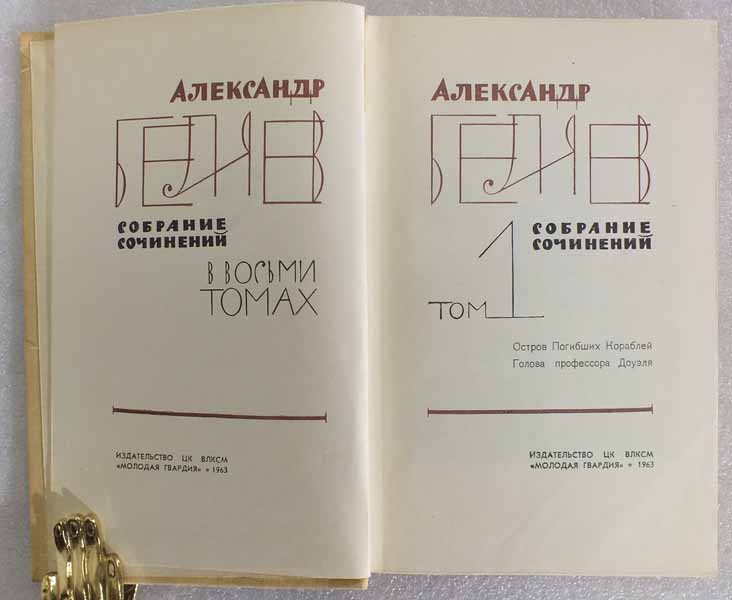 АЛЕКСАНДР
БЕЛЯЕВ
СОБРАНИЕ
СОЧИНЕНИЙ
В ВОСЬМИ
ТОМАХ
ИЗДАТЕЛЬСТВО ЦК ВЛКСМ
«МОЛОДАЯ ГВАРДИЯ» • 1963
АЛЕКСАНДР
БЕЛЯЕВ
СОБРАНИЕ
СОЧИНЕНИЙ
ТОМ 1
Остров Погибших Кораблей
Голова профессора Доуэля
ИЗДАТЕЛЬСТВО ЦК ВЛКСМ
«МОЛОДАЯ ГВАРДИЯ» • 1963